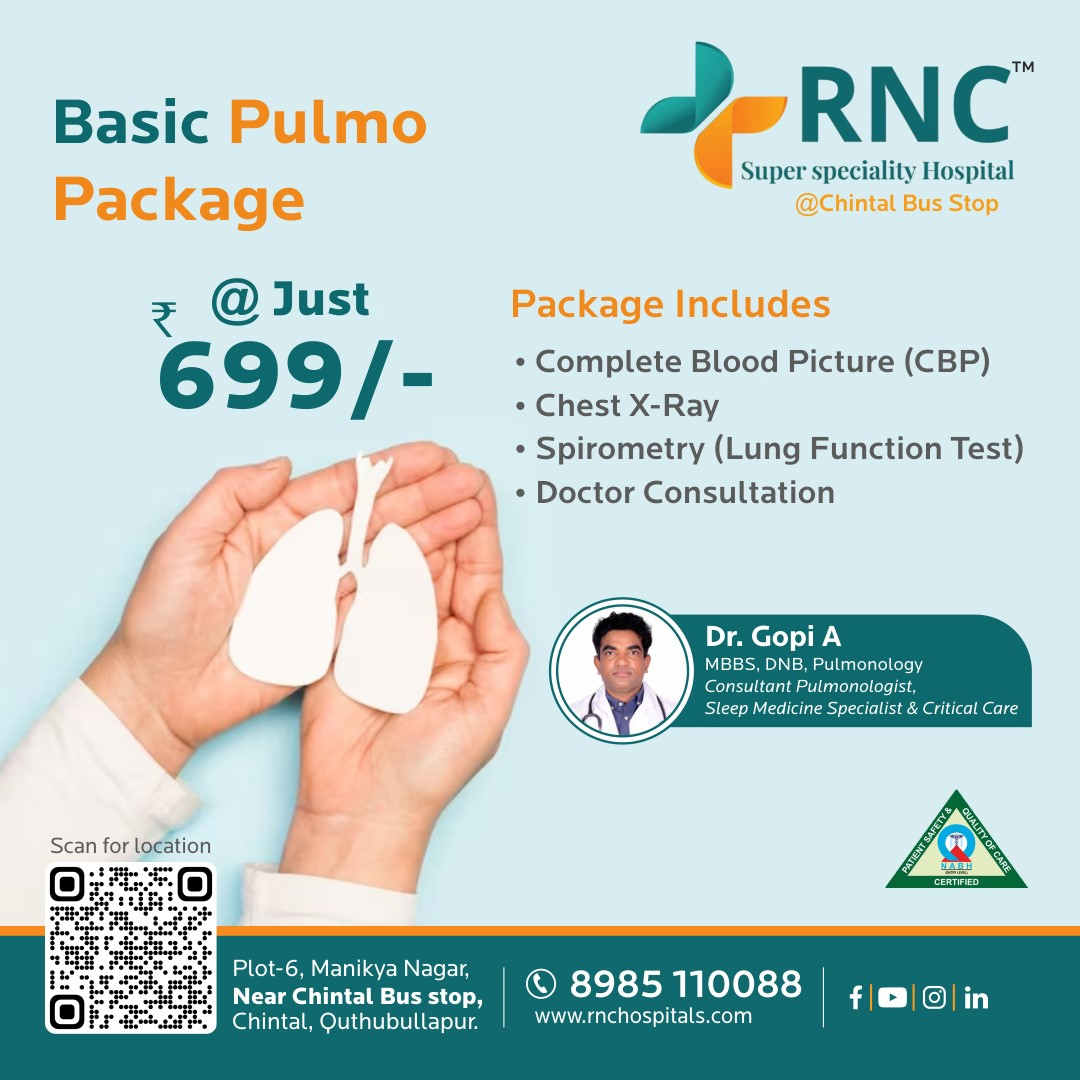 Basic Pulmo
Package
RNC™
Super speciality Hospital
@Chintal Bus Stop
@ Just
₹
699/-
Package Includes
• Complete Blood Picture (CBP)
• Chest X-Ray
• Spirometry (Lung Function Test)
• Doctor Consultation
Dr. Gopi A
MBBS, DNB, Pulmonology
Consultant Pulmonologist,
Sleep Medicine Specialist & Critical Care
PATIENT SAFETY & QUALITY OF CARE
NABH
(ENTRY LEVEL)
CERTIFIED
Scan for location
Plot-6, Manikya Nagar,
Near Chintal Bus stop,
Chintal, Quthubullapur.
8985 110088
www.rnchospitals.com